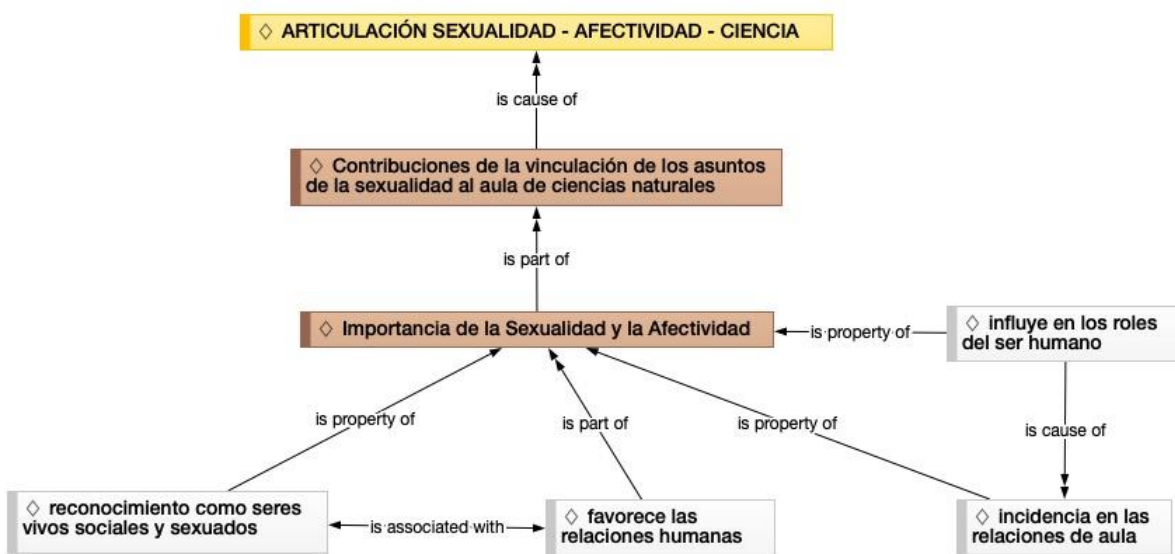 ◇ ARTICULACIÓN SEXUALIDAD - AFECTIVIDAD - CIENCIA
is cause of
◇ Contribuciones de la vinculación de los asuntos
de la sexualidad al aula de ciencias naturales
is part of
◇ Importancia de la Sexualidad y la Afectividad
is property of
◇ influye en los roles
del ser humano
is property of
is part of
is property of
is cause of
◇ reconocimiento como seres
vivos sociales y sexuados
is associated with
◇ favorece las
relaciones humanas
◇ incidencia en las
relaciones de aula